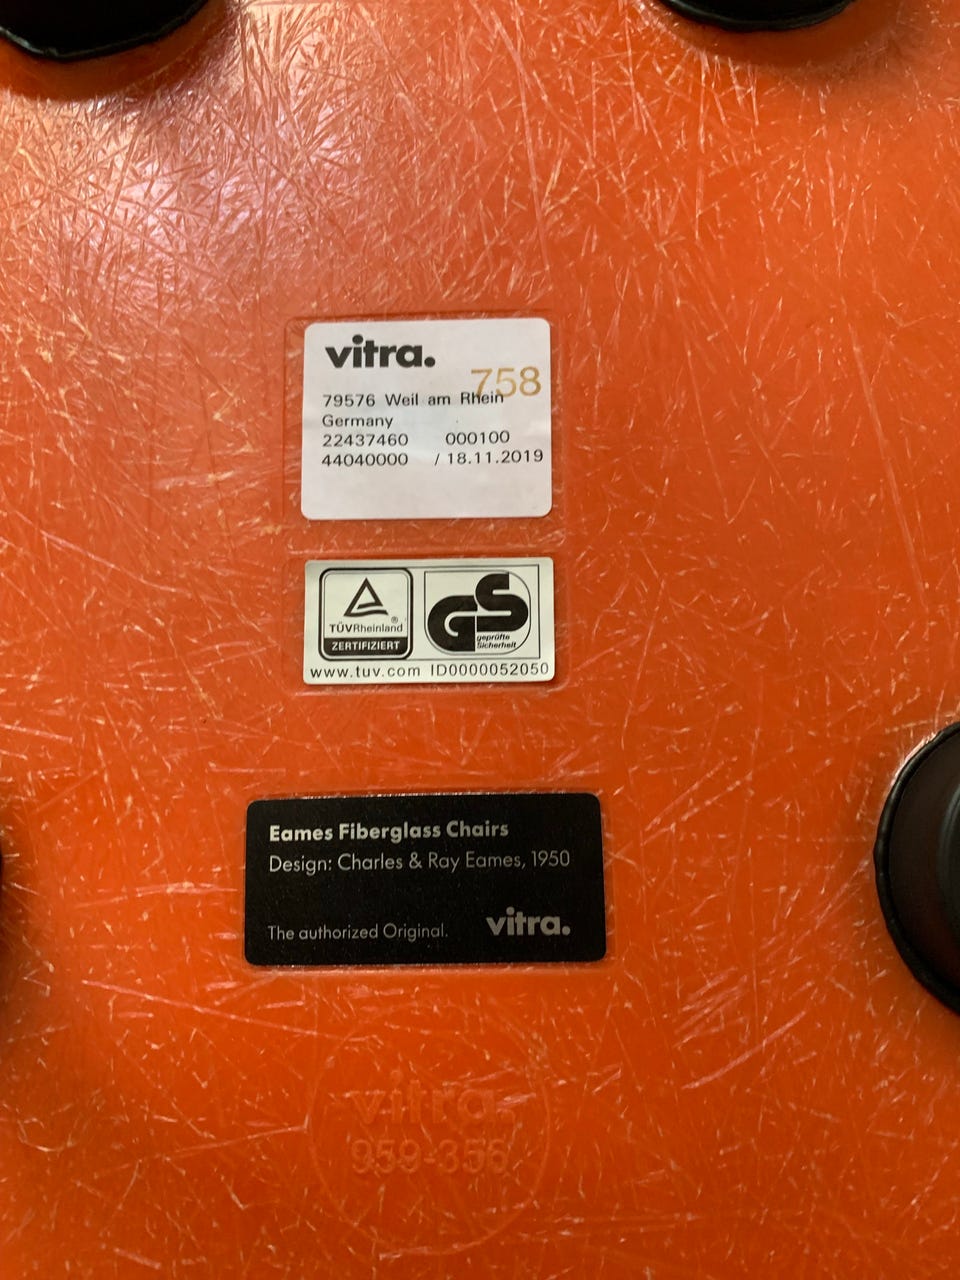 vitra.
758
79576 Weil am Rhein
Germany
22437460 000100
44040000 / 18.11.2019
TÜVRheinland®
ZERTIFIZIERT
GS
geprüfte
Sicherheit
www.tuv.com ID0000052050
Eames Fiberglass Chairs
Design: Charles & Ray Eames, 1950
The authorized Original. vitra.
vitra.
959-356